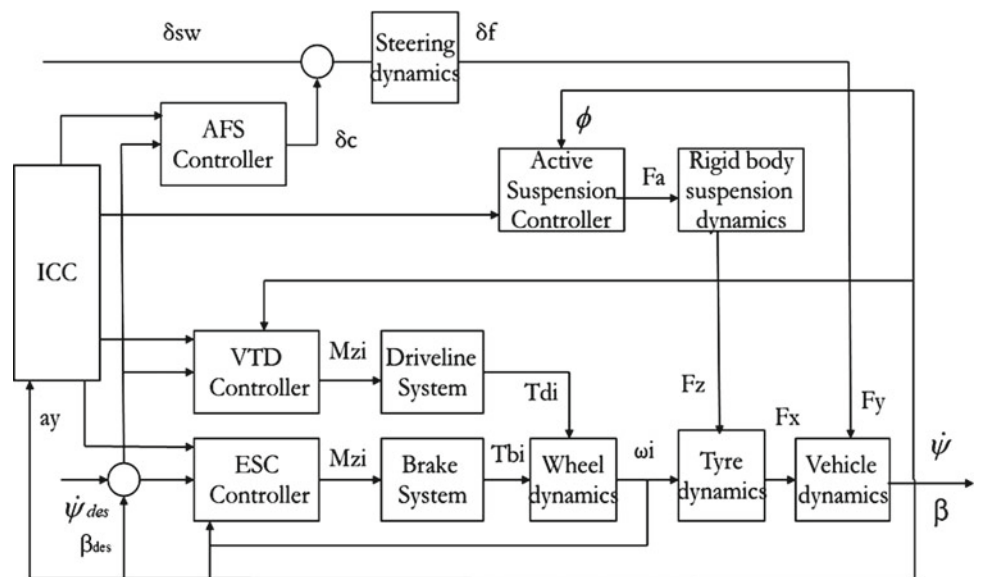 δsw
δf
Steering
dynamics
AFS
Controller
δc
ϕ
Active
Suspension
Controller
Fa
Rigid body
suspension
dynamics
ICC
VTD
Controller
Mzi
Driveline
System
Tdi
Fz
Fx
Fy
ay
ESC
Controller
Mzi
Brake
System
Tbi
Wheel
dynamics
ωi
Tyre
dynamics
Vehicle
dynamics
ψ̇
β
ψ̇des
βdes